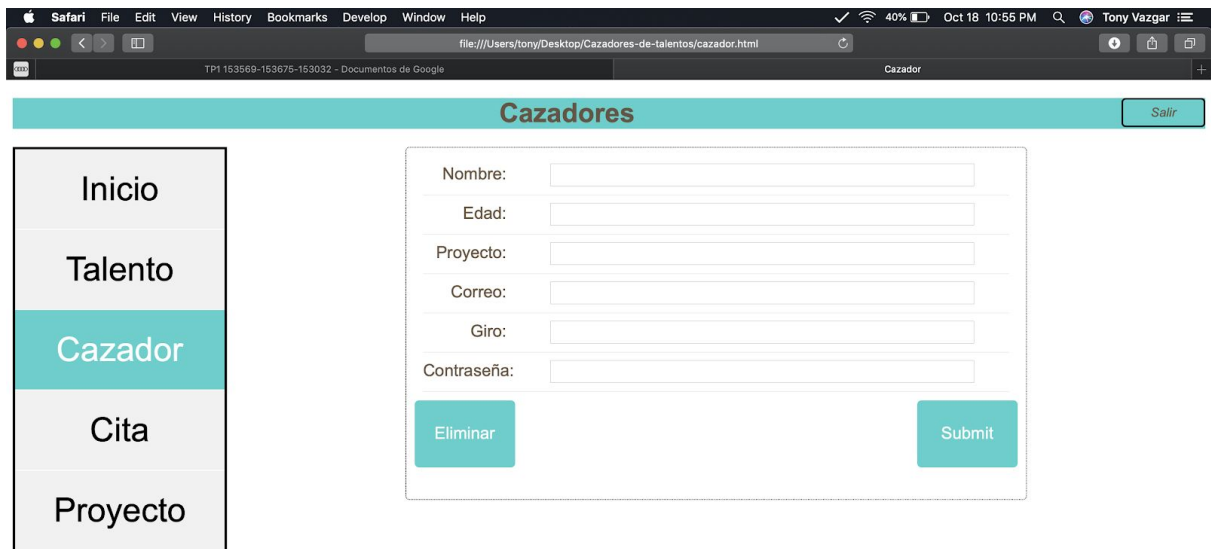 Safari File Edit View History Bookmarks Develop Window Help 40% Oct 18 10:55 PM Tony Vazgar
file:///Users/tony/Desktop/Cazadores-de-talentos/cazador.html
TP1 153569-153675-153032 - Documentos de Google Cazador
Cazadores Salir
Inicio
Talento
Cazador
Cita
Proyecto
Nombre:
Edad:
Proyecto:
Correo:
Giro:
Contraseña:
Eliminar Submit